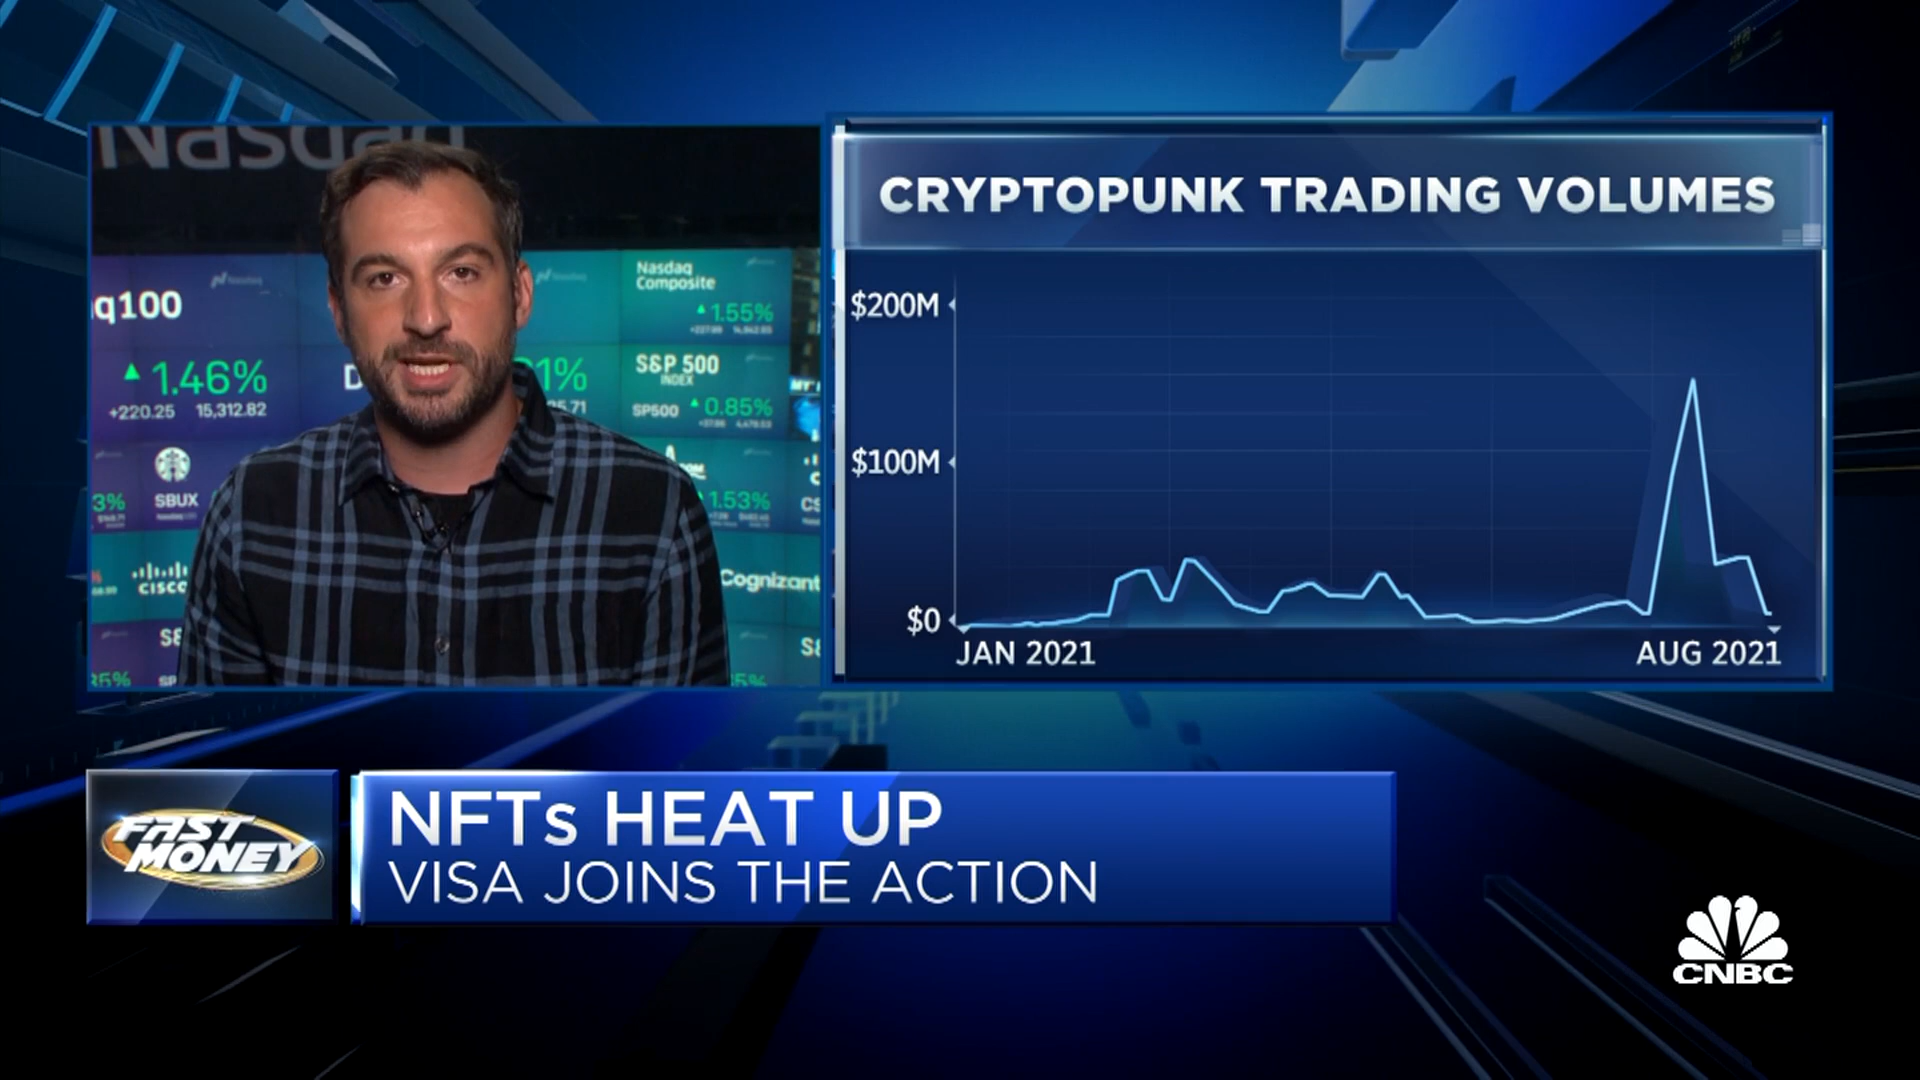 Nasdaq
q100
1.46%
+220.25 15,312.82
Nasdaq
Composite
1.55%
S&P 500
INDEX
SP500 0.85%
1%
1.53%
3%
SBUX
CISCO
Cognizant
CRYPTOPUNK TRADING VOLUMES
$200M
$100M
$0
JAN 2021 AUG 2021
FAST
MONEY
NFTs HEAT UP
VISA JOINS THE ACTION
CNBC